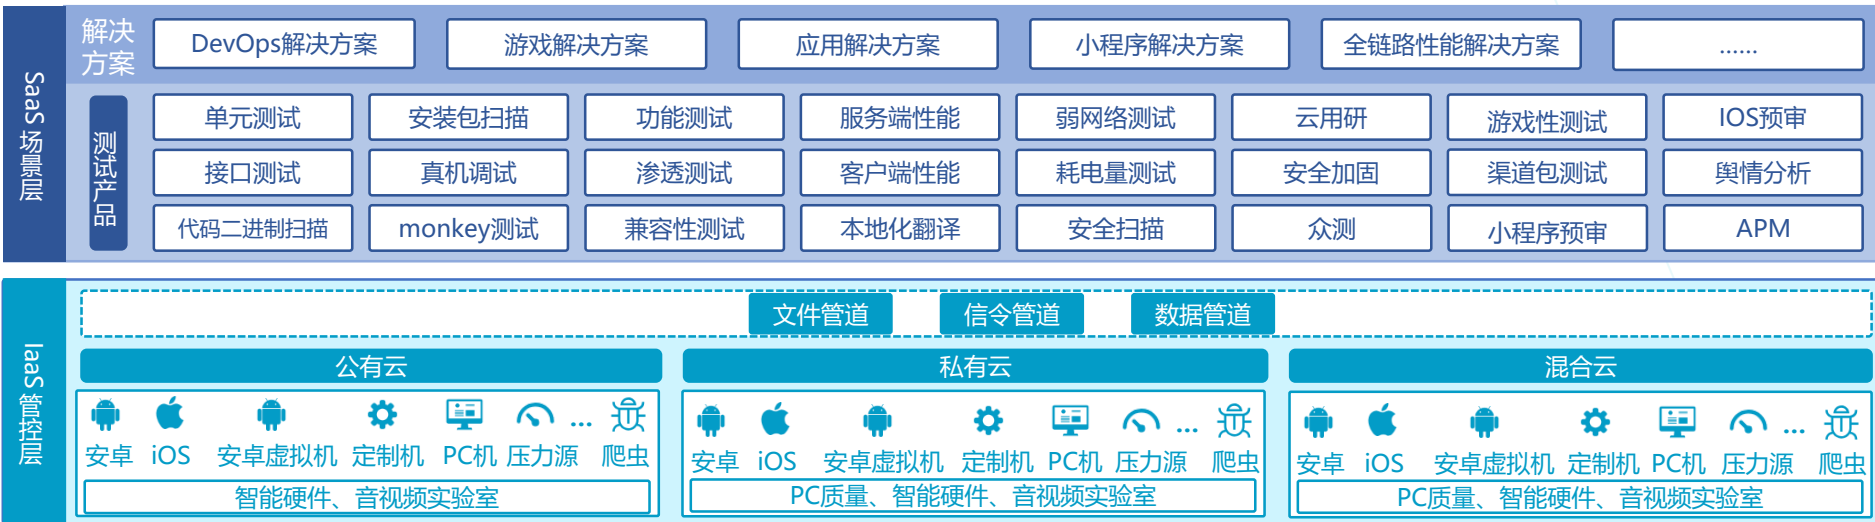 SaaS 场景层
解决方案
DevOps解决方案
游戏解决方案
应用解决方案
小程序解决方案
全链路性能解决方案
......
测试产品
单元测试
安装包扫描
功能测试
服务端性能
弱网络测试
云用研
游戏性测试
IOS预审
接口测试
真机调试
渗透测试
客户端性能
耗电量测试
安全加固
渠道包测试
舆情分析
代码二进制扫描
monkey测试
兼容性测试
本地化翻译
安全扫描
众测
小程序预审
APM
IaaS 管控层
文件管道
信令管道
数据管道
公有云
私有云
混合云
...
安卓
iOS
安卓虚拟机
定制机
PC机
压力源
爬虫
智能硬件、音视频实验室
...
安卓
iOS
安卓虚拟机
定制机
PC机
压力源
爬虫
PC质量、智能硬件、音视频实验室
...
安卓
iOS
安卓虚拟机
定制机
PC机
压力源
爬虫
PC质量、智能硬件、音视频实验室